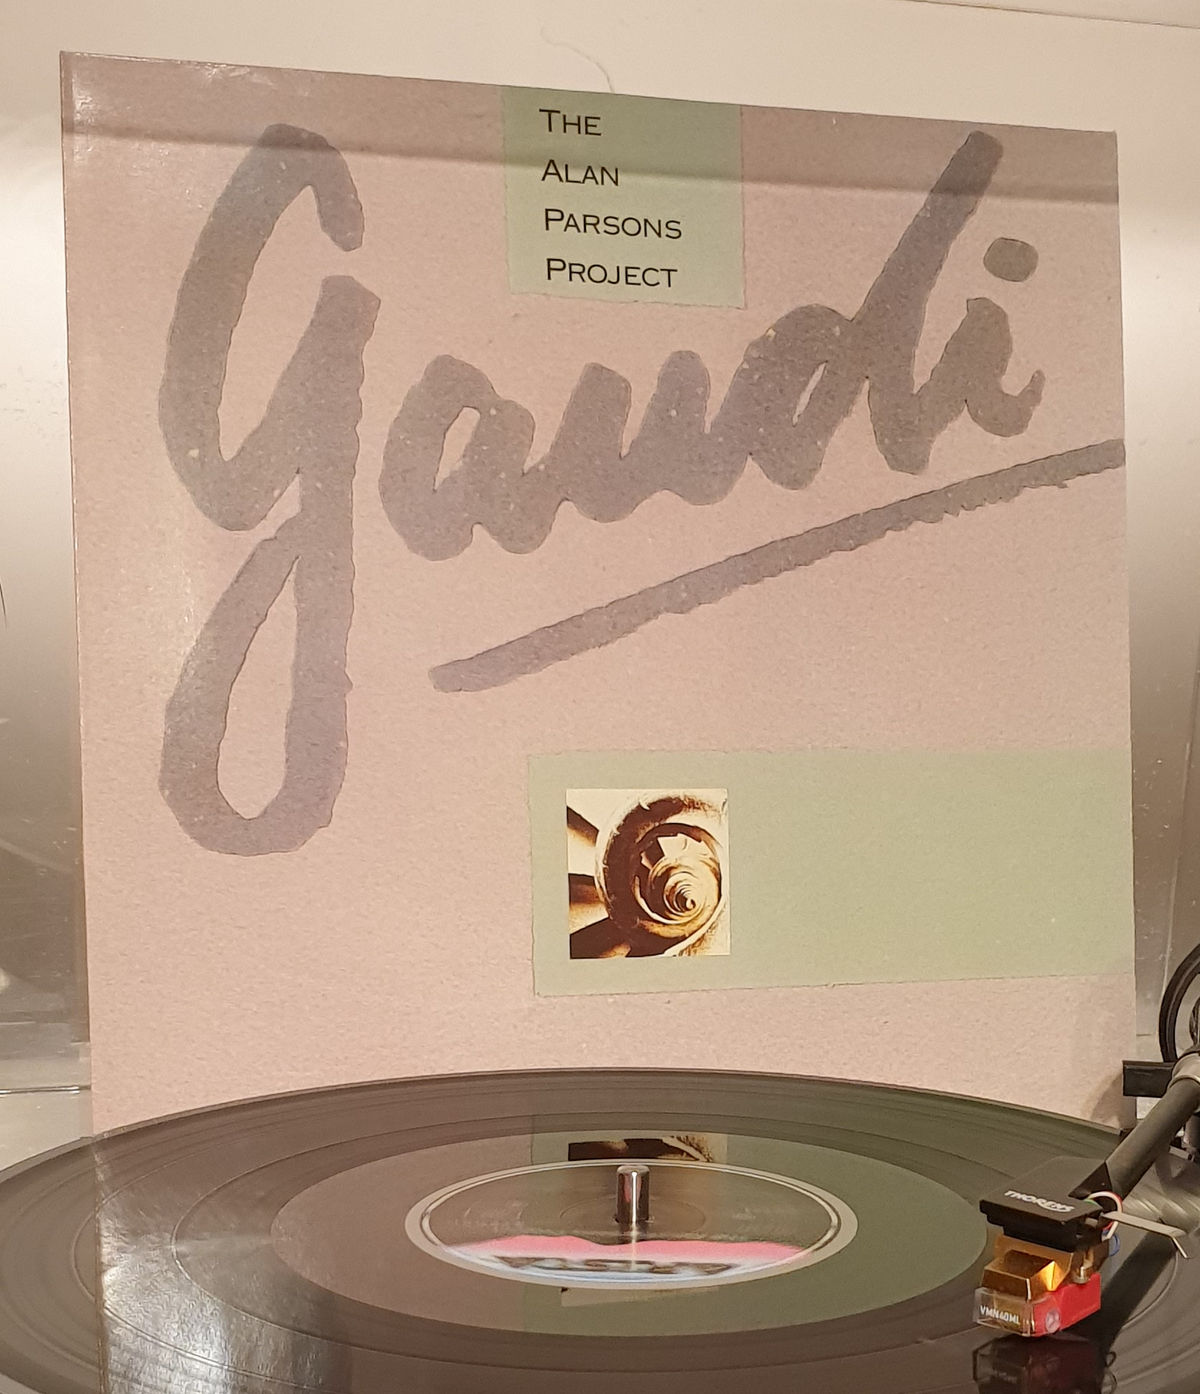 The
Alan
Parsons
Project
gaudi
THORENS
VMN40ML